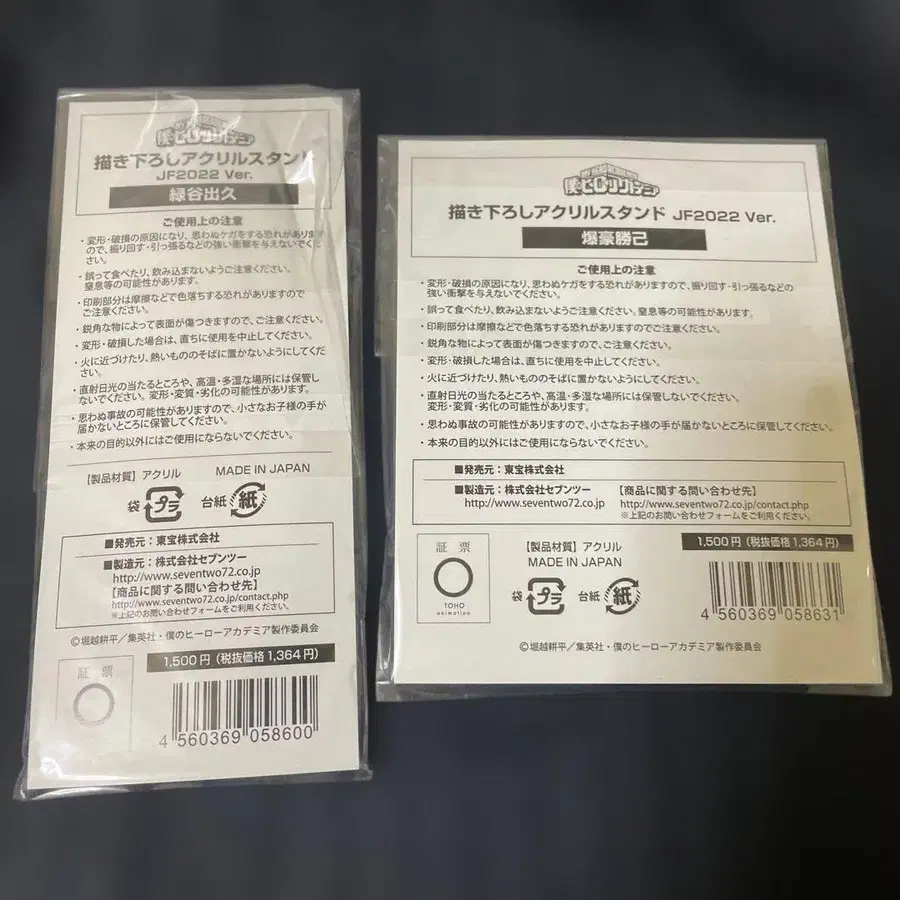 僕のヒーローアカデミア
描き下ろしアクリルスタンド
JF2022 Ver.
緑谷出久
ご使用上の注意
・変形・破損の原因になり、思わぬケガをする恐れがありますので、振り回す・引っ張るなどの強い衝撃を与えないでください。
・誤って食べたり、飲み込まないようご注意ください。
窒息等の可能性があります。
・印刷部分は摩擦などで色落ちする恐れがありますので
ご注意ください。
・鋭角な物によって表面が傷つきますので、ご注意ください。
・変形・破損した場合は、直ちに使用を中止してください。
・火に近づけたり、熱いもののそばに置かないようにしてください。
・直射日光の当たるところや、高温・多湿な場所には保管し
ないでください。変形・変質・劣化の可能性があります。
・思わぬ事故の可能性がありますので、小さなお子様の手が
届かないところに保管してください。
・本来の目的以外にはご使用にならないでください。
【製品材質】アクリル MADE IN JAPAN
袋 プラ 台紙 紙
■発売元：東宝株式会社
■製造元：株式会社セブンツー
http://www.seventwo72.co.jp
【商品に関する問い合わせ先】
http://www.seventwo72.co.jp/contact.php
※上記のお問い合わせフォームをご利用ください。
©堀越耕平／集英社・僕のヒーローアカデミア製作委員会
証票
1,500円（税抜価格1,364円）
4 560369 058600
僕のヒーローアカデミア
描き下ろしアクリルスタンド JF2022 Ver.
爆豪勝己
ご使用上の注意
・変形・破損の原因になり、思わぬケガをする恐れがありますので、振り回す・引っ張るなどの
強い衝撃を与えないでください。
・誤って食べたり、飲み込まないようご注意ください。窒息等の可能性があります。
・印刷部分は摩擦などで色落ちする恐れがありますのでご注意ください。
・鋭角な物によって表面が傷つきますので、ご注意ください。
・変形・破損した場合は、直ちに使用を中止してください。
・火に近づけたり、熱いもののそばに置かないようにしてください。
・直射日光の当たるところや、高温・多湿な場所には保管しないでください。
変形・変質・劣化の可能性があります。
・思わぬ事故の可能性がありますので、小さなお子様の手が届かないところに保管してください。
・本来の目的以外にはご使用にならないでください。
■発売元：東宝株式会社
■製造元：株式会社セブンツー
http://www.seventwo72.co.jp
【商品に関する問い合わせ先】
http://www.seventwo72.co.jp/contact.php
※上記のお問い合わせフォームをご利用ください。
証票
TOHO
animation
【製品材質】アクリル
MADE IN JAPAN
袋 プラ 台紙 紙
1,500円（税抜価格1,364円）
4 560369 058631
©堀越耕平／集英社・僕のヒーローアカデミア製作委員会